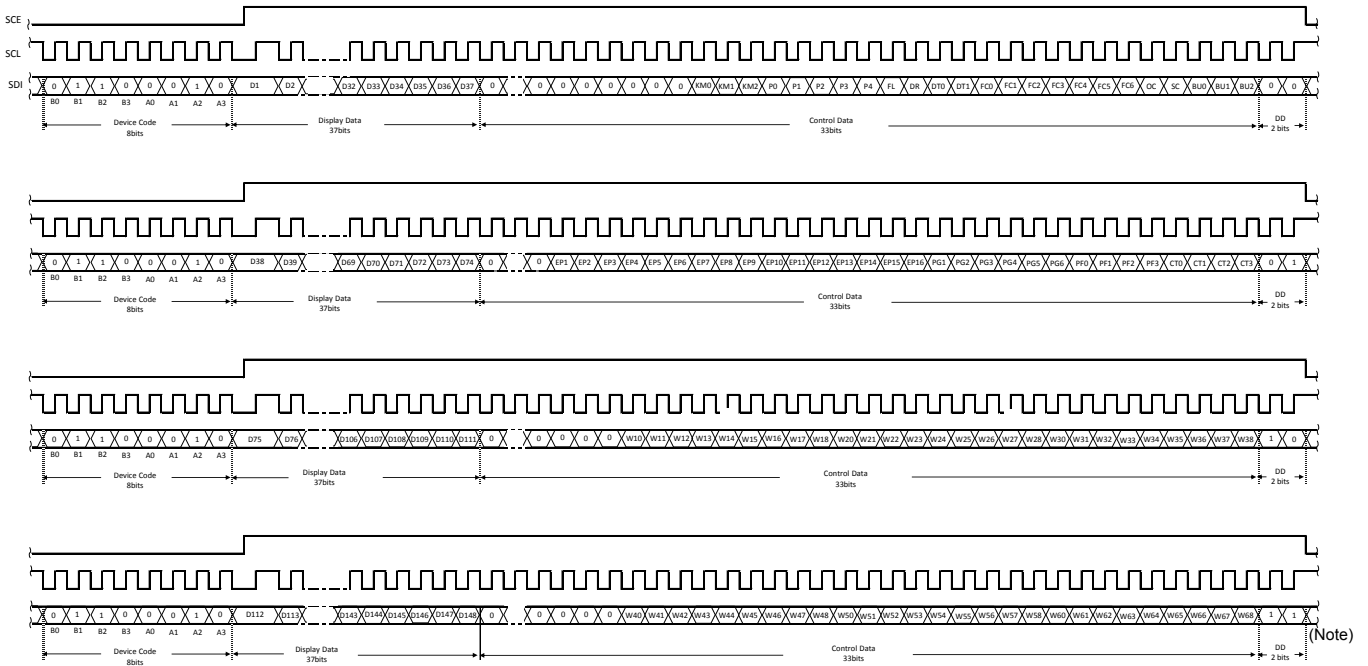 SCE
SCL
SDI 0 1 1 0 0 0 1 0 D1 D2 D32 D33 D34 D35 D36 D37 0 0 0 0 0 0 0 0 KM0 KM1 KM2 P0 P1 P2 P3 P4 FL DR DT0 DT1 FC0 FC1 FC2 FC3 FC4 FC5 FC6 OC SC BU0 BU1 BU2 0 0
B0 B1 B2 B3 A0 A1 A2 A3
Device Code Display Data Control Data DD
8bits 37bits 33bits 2 bits
0 1 1 0 0 0 1 0 D38 D39 D69 D70 D71 D72 D73 D74 0 0 0 EP1 EP2 EP3 EP4 EP5 EP6 EP7 EP8 EP9 EP10 EP11 EP12 EP13 EP14 EP15 EP16 PG1 PG2 PG3 PG4 PG5 PG6 PF0 PF1 PF2 PF3 CT0 CT1 CT2 CT3 0 1
B0 B1 B2 B3 A0 A1 A2 A3
Device Code Display Data Control Data DD
8bits 37bits 33bits 2 bits
0 1 1 0 0 0 1 0 D75 D76 D106 D107 D108 D109 D110 D111 0 0 0 0 0 0 W10 W11 W12 W13 W14 W15 W16 W17 W18 W20 W21 W22 W23 W24 W25 W26 W27 W28 W30 W31 W32 W33 W34 W35 W36 W37 W38 1 0
B0 B1 B2 B3 A0 A1 A2 A3
Device Code Display Data Control Data DD
8bits 37bits 33bits 2 bits
0 1 1 0 0 0 1 0 D112 D113 D143 D144 D145 D146 D147 D148 0 0 0 0 0 W40 W41 W42 W43 W44 W45 W46 W47 W48 W50 W51 W52 W53 W54 W55 W56 W57 W58 W60 W61 W62 W63 W64 W65 W66 W67 W68 1 1
B0 B1 B2 B3 A0 A1 A2 A3 (Note)
Device Code Display Data Control Data DD
8bits 37bits 33bits 2 bits